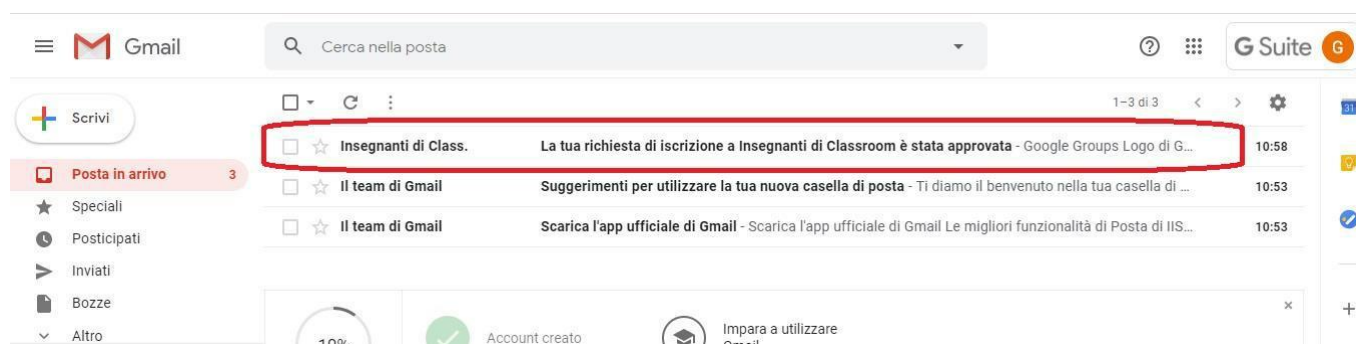 Gmail
Cerca nella posta
G Suite
G
Scrivi
1–3 di 3
31
Insegnanti di Class. La tua richiesta di iscrizione a Insegnanti di Classroom è stata approvata - Google Groups Logo di G... 10:58
Posta in arrivo 3
Il team di Gmail Suggerimenti per utilizzare la tua nuova casella di posta - Ti diamo il benvenuto nella tua casella di ... 10:53
Speciali
Il team di Gmail Scarica l'app ufficiale di Gmail - Scarica l'app ufficiale di Gmail Le migliori funzionalità di Posta di IIS... 10:53
Posticipati
Inviati
Bozze
Altro
Account creato
Impara a utilizzare
Gmail